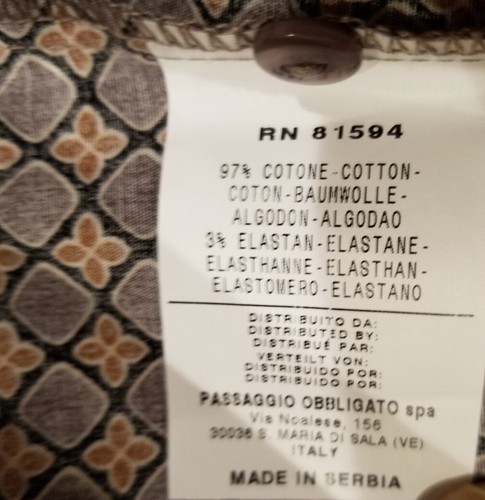 RN 81594
97% COTONE-COTTON-
COTON-BAUMWOLLE-
ALGODON-ALGODAO
3% ELASTAN-ELASTANE-
ELASTHANNE-ELASTHAN-
ELASTOMERO-ELASTANO
DISTRIBUITO DA:
DISTRIBUTED BY:
DISTRIBUÉ PAR:
VERTEILT VON:
DISTRIBUIDO POR:
DISTRIBUIDO POR:
PASSAGGIO OBBLIGATO spa
Via Noalese, 156
30036 S. MARIA DI SALA (VE)
ITALY
MADE IN SERBIA